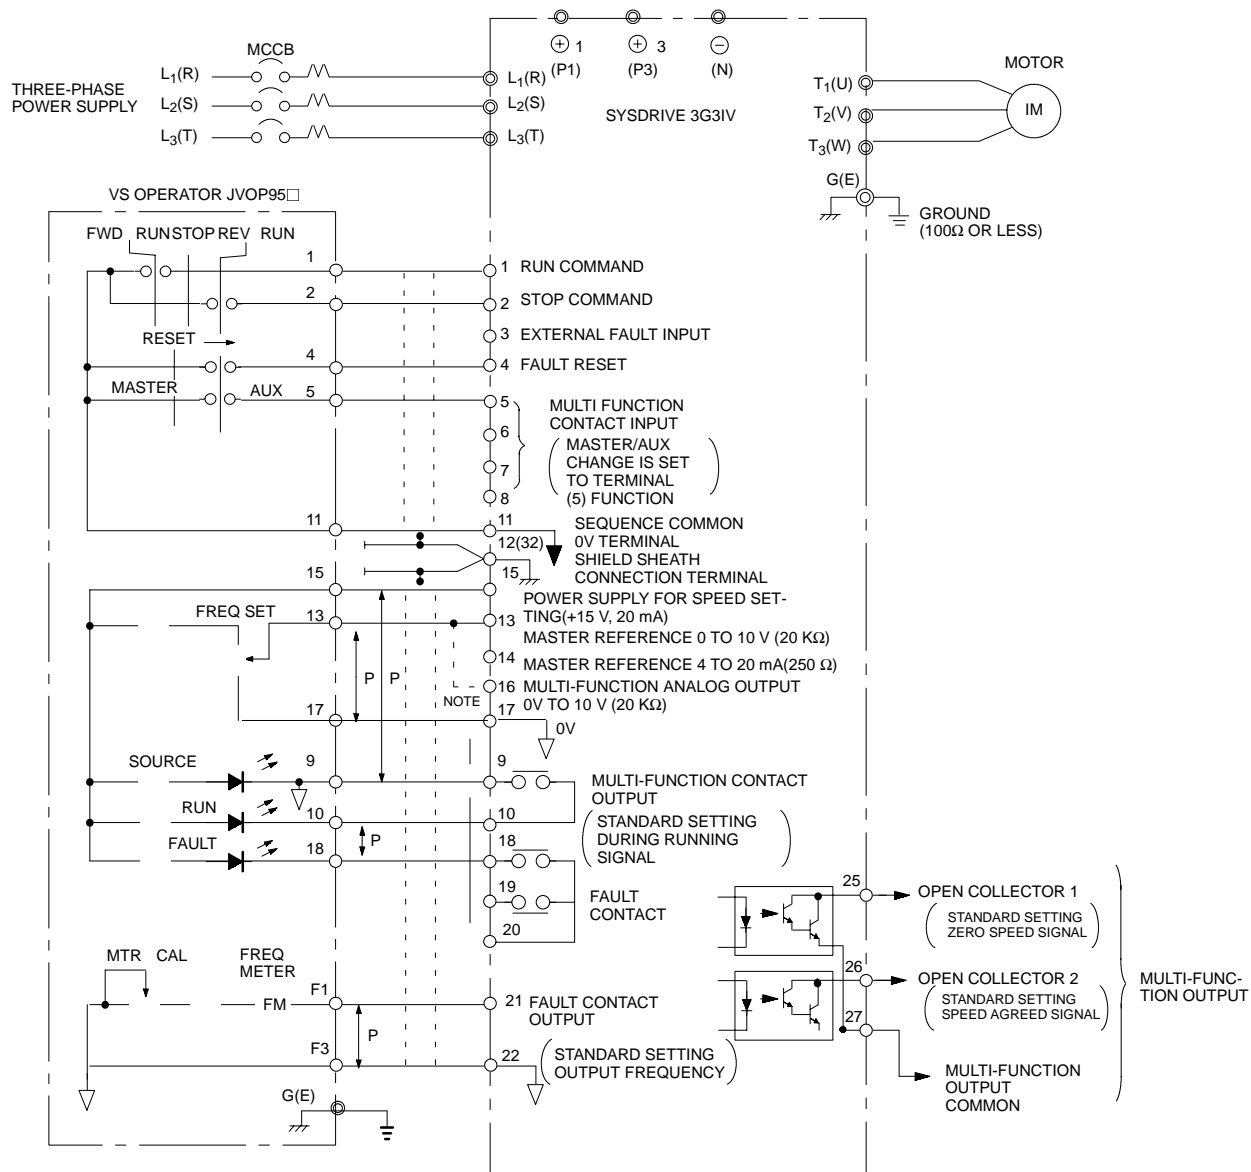 MCCB
THREE-PHASE
POWER SUPPLY
L1(R)
L2(S)
L3(T)
L1(R)
L2(S)
L3(T)
⊕ 1
(P1)
⊕ 3
(P3)
⊖
(N)
SYSDRIVE 3G3IV
T1(U)
T2(V)
T3(W)
G(E)
MOTOR
IM
GROUND
(100Ω OR LESS)
VS OPERATOR JVOP95□
FWD RUN STOP REV RUN
1
1 RUN COMMAND
2
2 STOP COMMAND
3 EXTERNAL FAULT INPUT
RESET
4
4 FAULT RESET
MASTER
AUX
5
5
6
7
8
MULTI FUNCTION
CONTACT INPUT
(MASTER/AUX
CHANGE IS SET
TO TERMINAL
(5) FUNCTION)
11
11
SEQUENCE COMMON
0V TERMINAL
12(32)
SHIELD SHEATH
CONNECTION TERMINAL
15
15
POWER SUPPLY FOR SPEED SET-
TING(+15 V, 20 mA)
FREQ SET
13
13
MASTER REFERENCE 0 TO 10 V (20 KΩ)
14
MASTER REFERENCE 4 TO 20 mA(250 Ω)
P
P
NOTE
16
MULTI-FUNCTION ANALOG OUTPUT
0V TO 10 V (20 KΩ)
17
17
0V
SOURCE
9
9
MULTI-FUNCTION CONTACT
OUTPUT
RUN
10
10
(STANDARD SETTING
DURING RUNNING
SIGNAL)
P
FAULT
18
18
19
FAULT
CONTACT
20
25
OPEN COLLECTOR 1
(STANDARD SETTING
ZERO SPEED SIGNAL)
26
OPEN COLLECTOR 2
(STANDARD SETTING
SPEED AGREED SIGNAL)
27
MULTI-FUNCTION
OUTPUT
COMMON
MULTI-FUNC-
TION OUTPUT
MTR CAL
FREQ
METER
FM
F1
21
FAULT CONTACT
OUTPUT
P
F3
22
(STANDARD SETTING
OUTPUT FREQUENCY)
G(E)